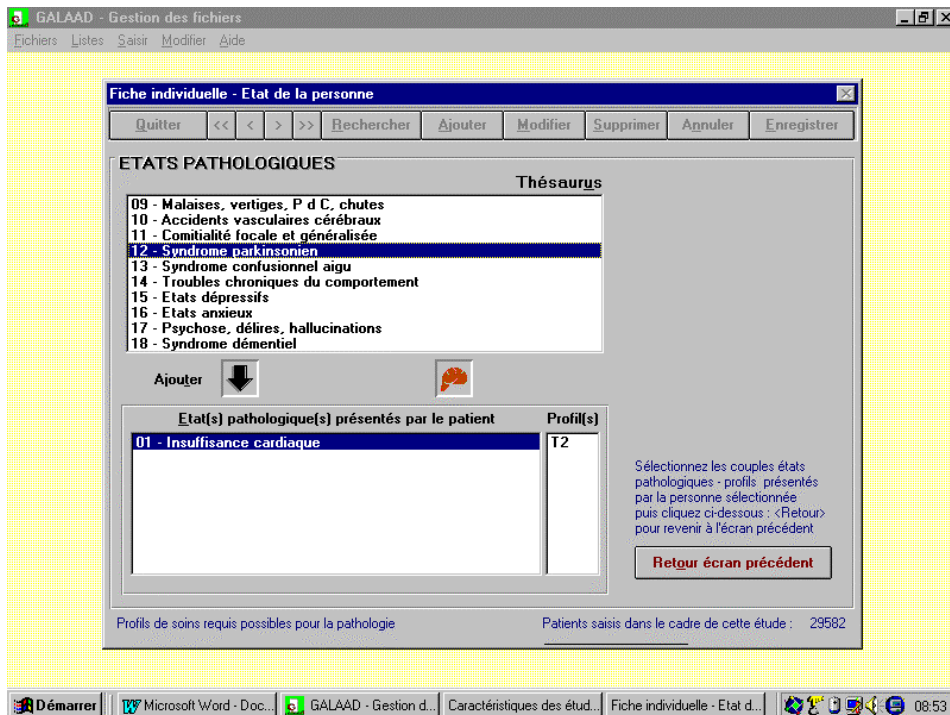 GALAAD - Gestion des fichiers
Fichiers Listes Saisir Modifier Aide
Fiche individuelle - Etat de la personne
Quitter << < > >> Rechercher Ajouter Modifier Supprimer Annuler Enregistrer
ETATS PATHOLOGIQUES
Thésaurus
09 - Malaises, vertiges, P d C, chutes
10 - Accidents vasculaires cérébraux
11 - Comitialité focale et généralisée
12 - Syndrome parkinsonien
13 - Syndrome confusionnel aigu
14 - Troubles chroniques du comportement
15 - Etats dépressifs
16 - Etats anxieux
17 - Psychose, délires, hallucinations
18 - Syndrome démentiel
Ajouter
Etat(s) pathologique(s) présentés par le patient Profil(s)
01 - Insuffisance cardiaque T2
Sélectionnez les couples états
pathologiques - profils présentés
par la personne sélectionnée
puis cliquez ci-dessous : <Retour>
pour revenir à l'écran précédent
Retour écran précédent
Profils de soins requis possibles pour la pathologie Patients saisis dans le cadre de cette étude : 29582
Démarrer Microsoft Word - Doc... GALAAD - Gestion d... Caractéristiques des étud... Fiche individuelle - Etat d... 08:53